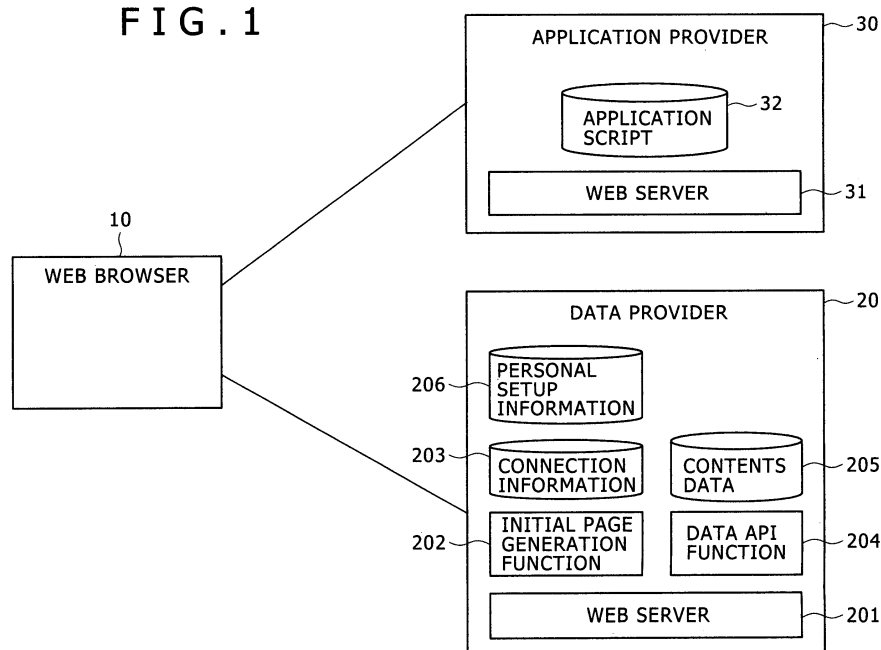 FIG.1
APPLICATION PROVIDER
30
APPLICATION
SCRIPT
32
WEB SERVER
31
10
WEB BROWSER
20
DATA PROVIDER
206
PERSONAL
SETUP
INFORMATION
203
CONNECTION
INFORMATION
CONTENTS
DATA
205
202
INITIAL PAGE
GENERATION
FUNCTION
DATA API
FUNCTION
204
WEB SERVER
201